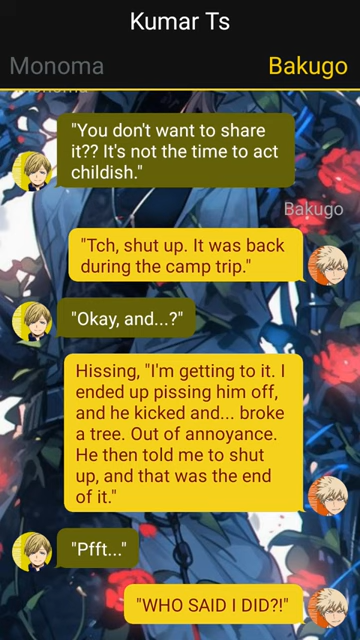 Kumar Ts
Monoma
Bakugo
Monoma
"You don't want to share
it?? It's not the time to act
childish."
Bakugo
"Tch, shut up. It was back
during the camp trip."
"Okay, and...?"
Hissing, "I'm getting to it. I
ended up pissing him off,
and he kicked and... broke
a tree. Out of annoyance.
He then told me to shut
up, and that was the end
of it."
"Pfft..."
"WHO SAID I DID?!"